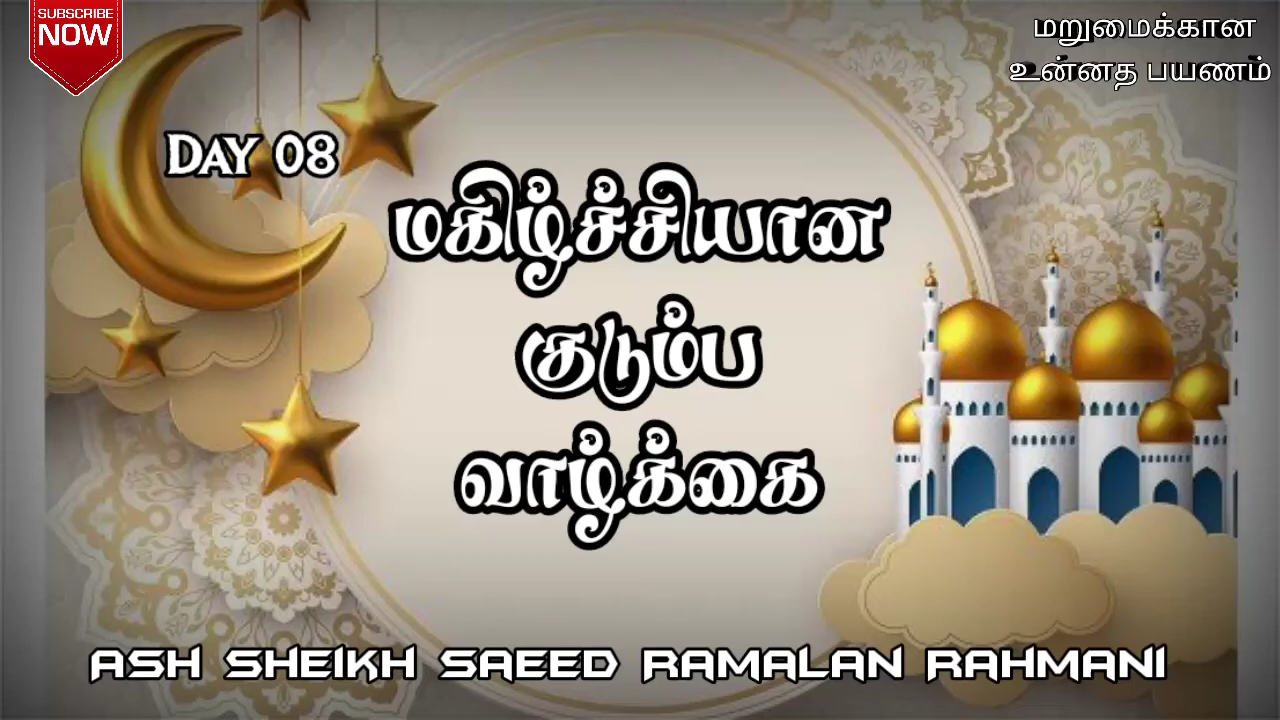 SUBSCRIBE
NOW
மறுமைக்கான
உன்னத பயணம்
DAY 08
மகிழ்ச்சியான
குடும்ப
வாழ்க்கை
ASH SHEIKH SAEED RAMALAN RAHMANI